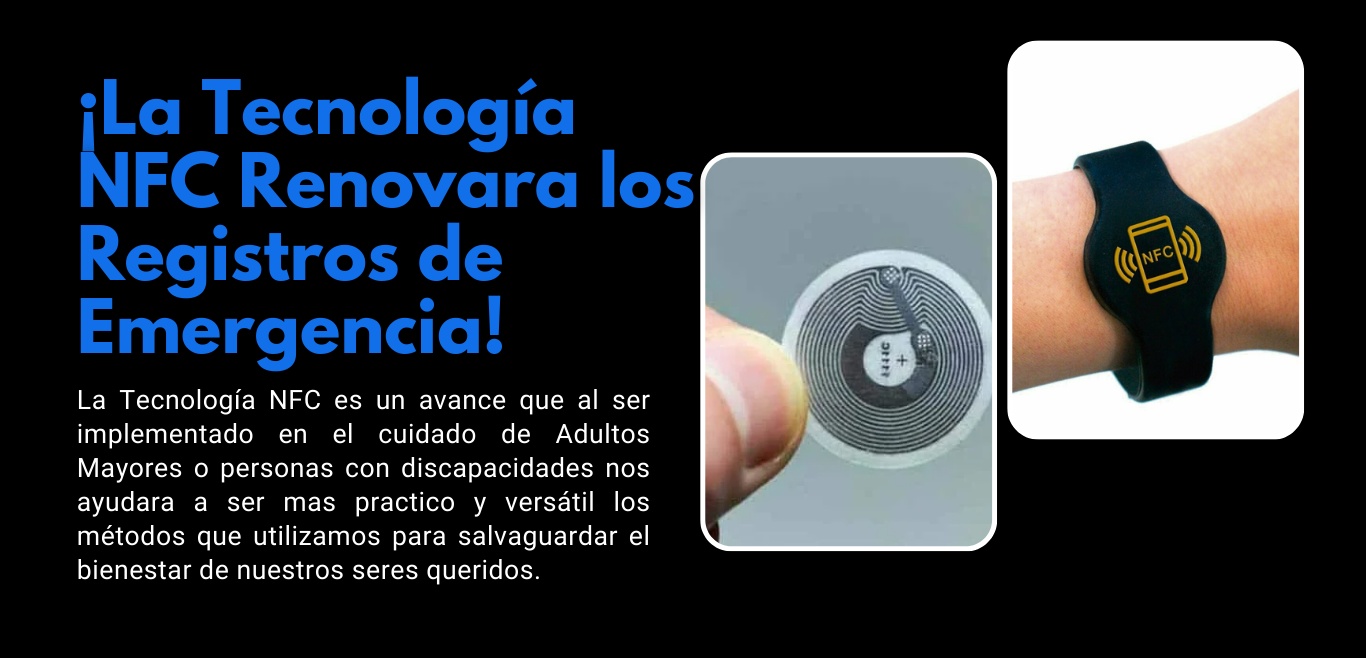 ¡La Tecnología
NFC Renovara los
Registros de
Emergencia!
La Tecnología NFC es un avance que al ser
implementado en el cuidado de Adultos
Mayores o personas con discapacidades nos
ayudara a ser mas practico y versátil los
métodos que utilizamos para salvaguardar el
bienestar de nuestros seres queridos.
NFC